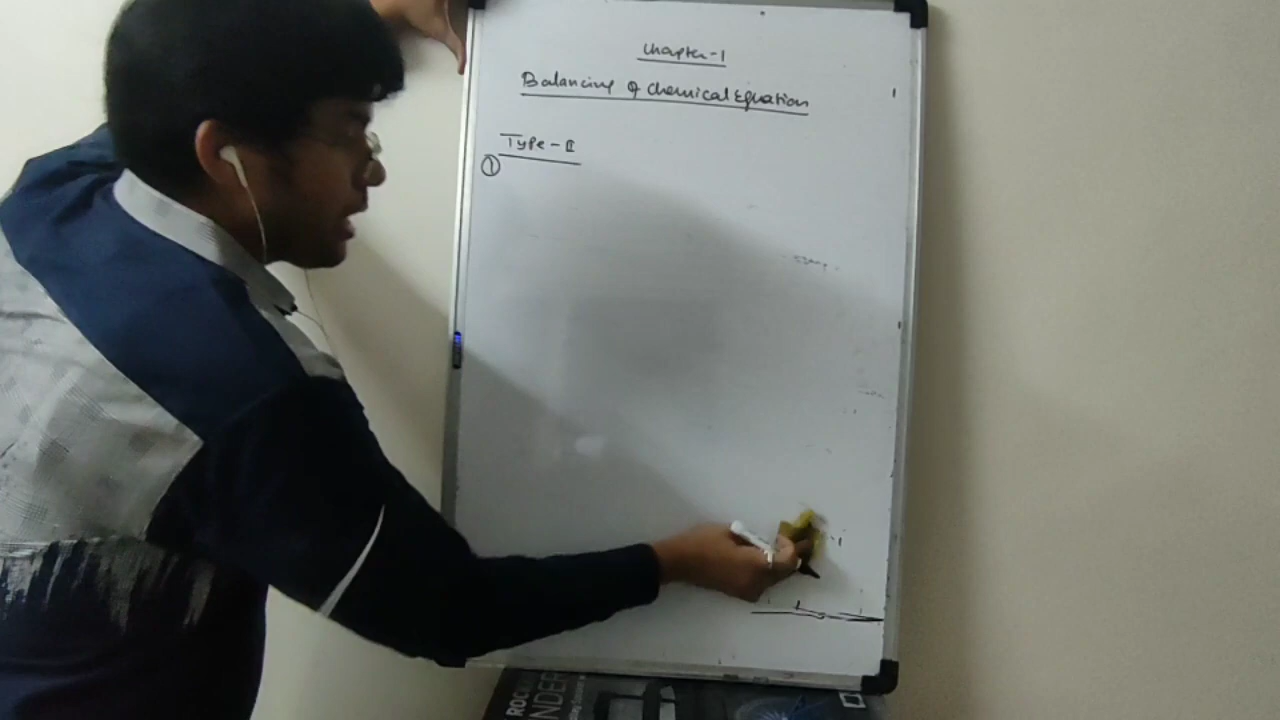 Chapter-1
Balancing of Chemical Equation
Type-II
①